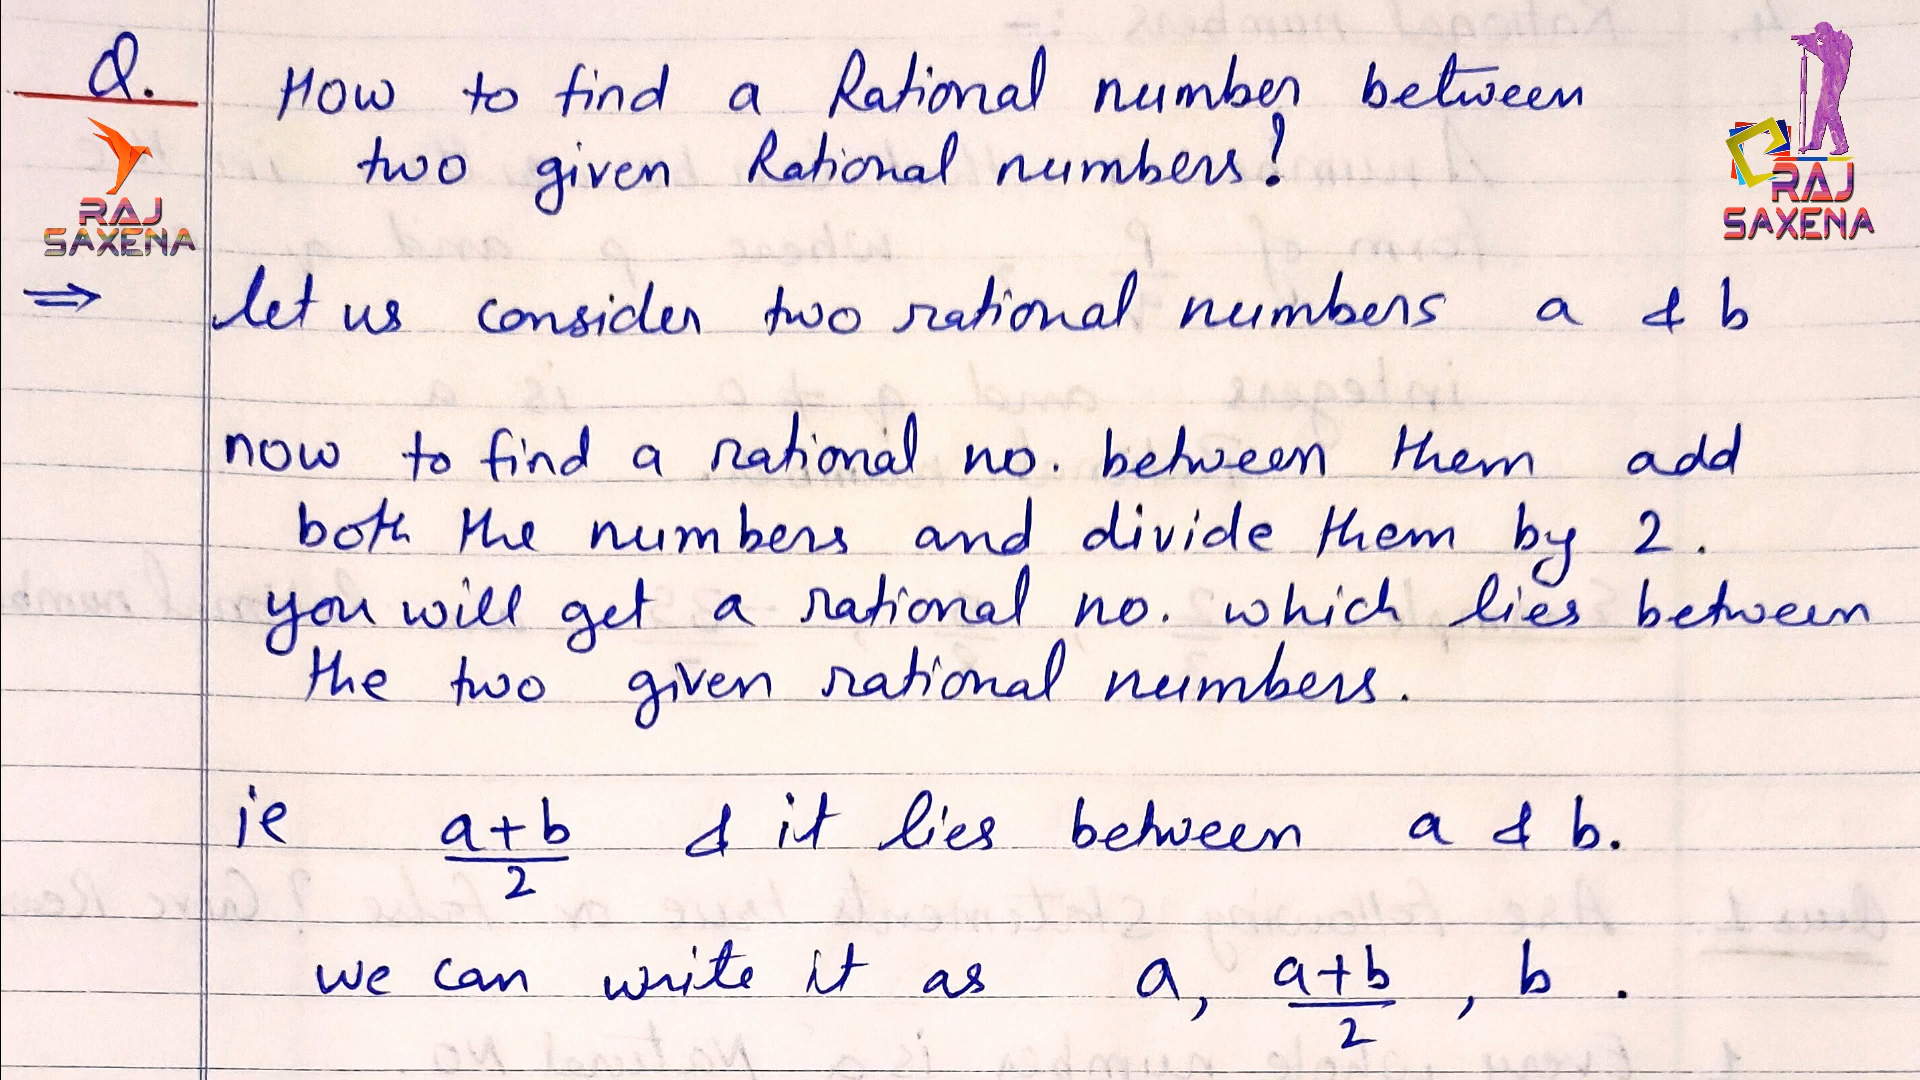 Q. How to find a Rational number between
two given Rational numbers?
RAJ
SAXENA
RAJ
SAXENA
⇒ let us consider two rational numbers a & b
now to find a rational no. between them add
both the numbers and divide them by 2.
you will get a rational no. which lies between
the two given rational numbers.
ie a+b/2 & it lies between a & b.
we can write it as a, a+b/2, b.